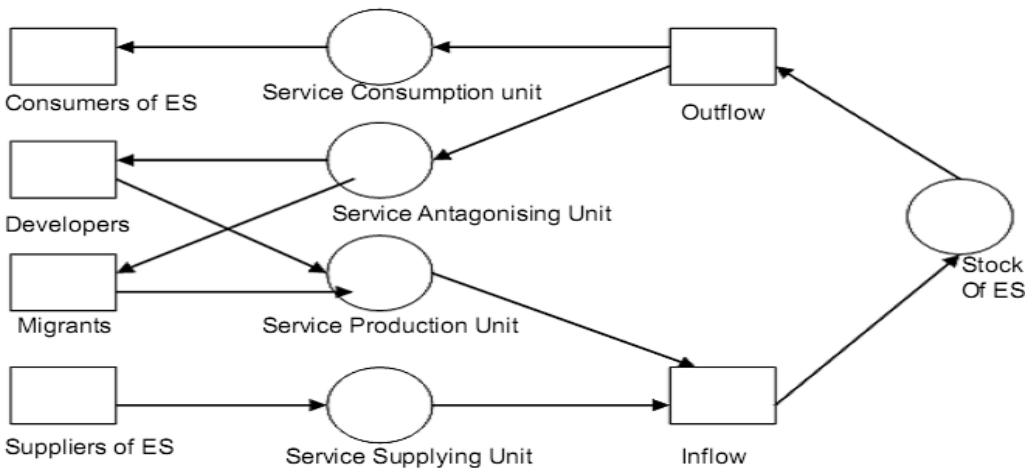 Consumers of ES
Service Consumption unit
Outflow
Developers
Service Antagonising Unit
Stock
Of ES
Migrants
Service Production Unit
Suppliers of ES
Service Supplying Unit
Inflow